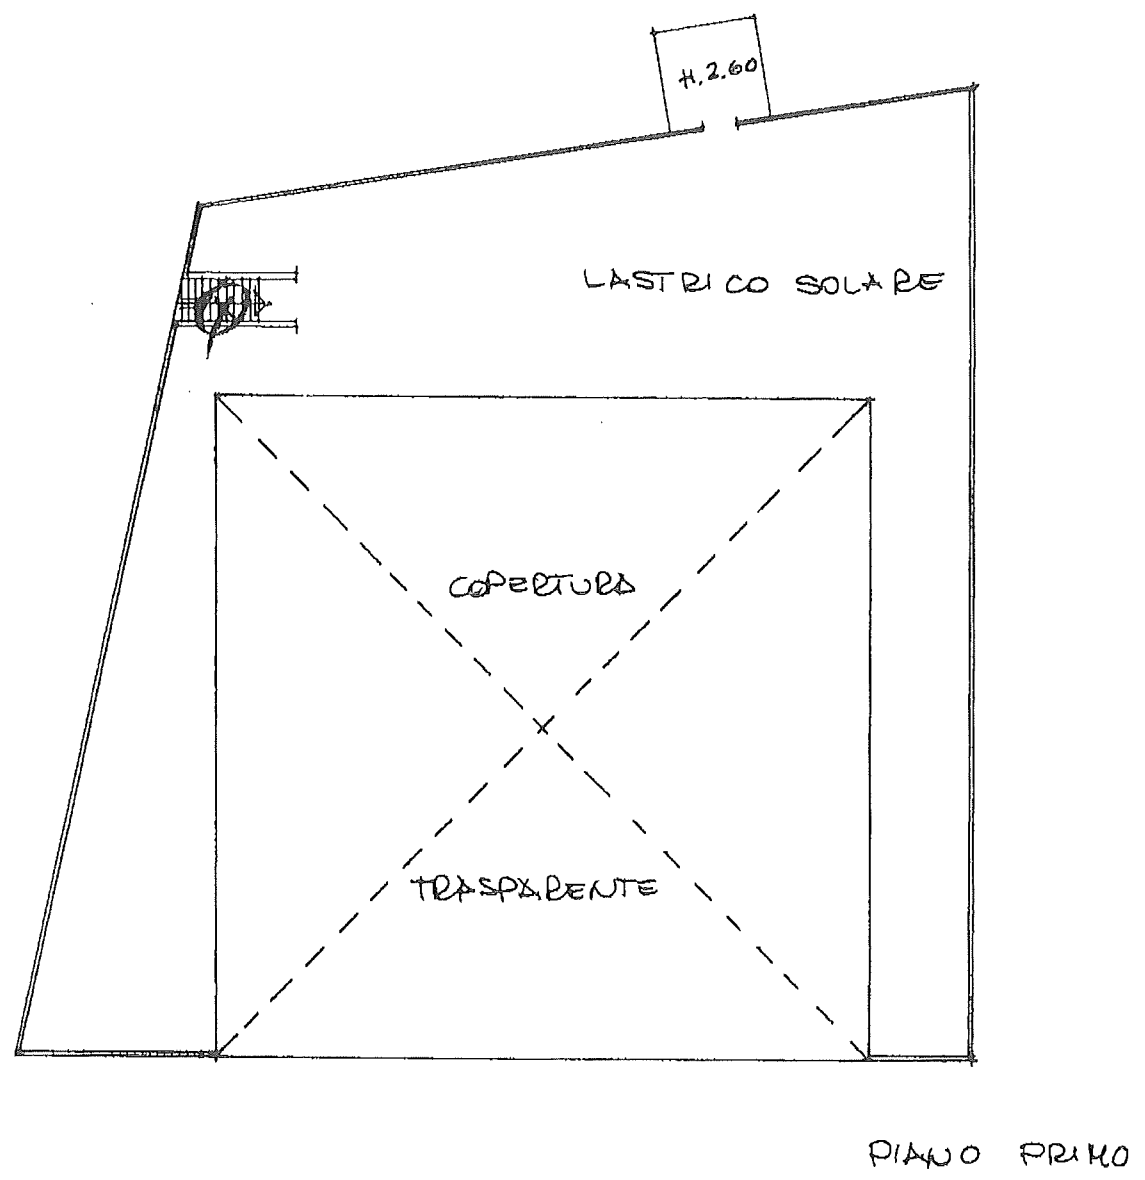 H. 2.60
LASTRICO SOLARE
COPERTURA
TRASPARENTE
PIANO PRIMO